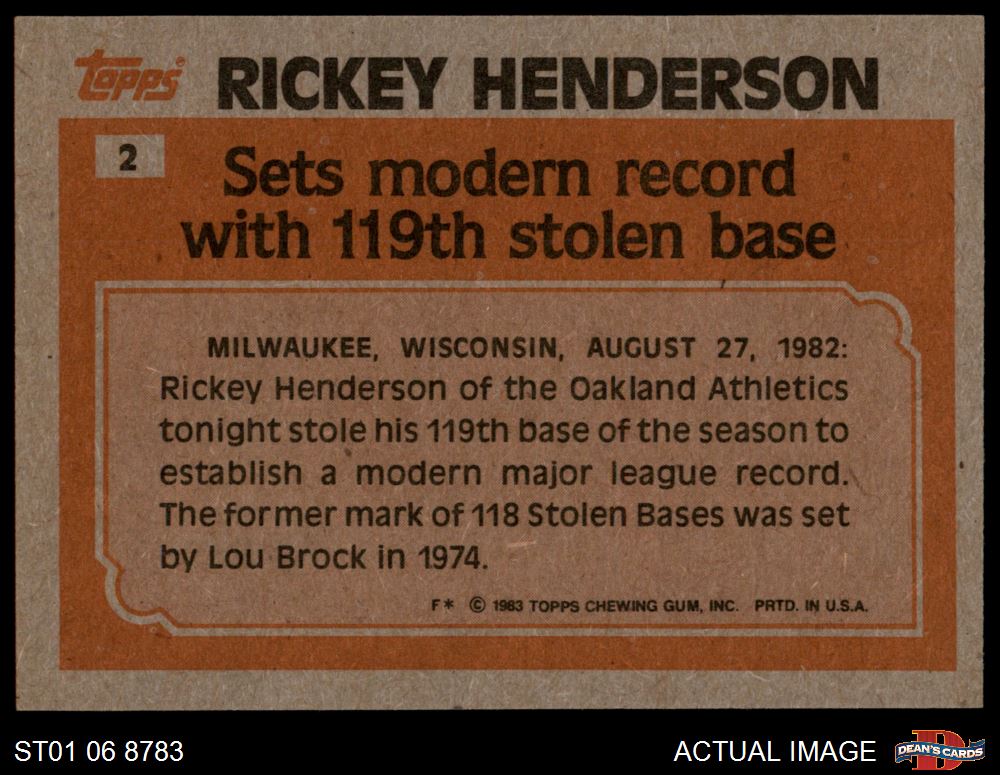 Topps RICKEY HENDERSON
2
Sets modern record
with 119th stolen base
MILWAUKEE, WISCONSIN, AUGUST 27, 1982:
Rickey Henderson of the Oakland Athletics
tonight stole his 119th base of the season to
establish a modern major league record.
The former mark of 118 Stolen Bases was set
by Lou Brock in 1974.
F* © 1983 TOPPS CHEWING GUM, INC. PRTD. IN U.S.A.
ST01 06 8783
ACTUAL IMAGE
D
DEAN'S CARDS